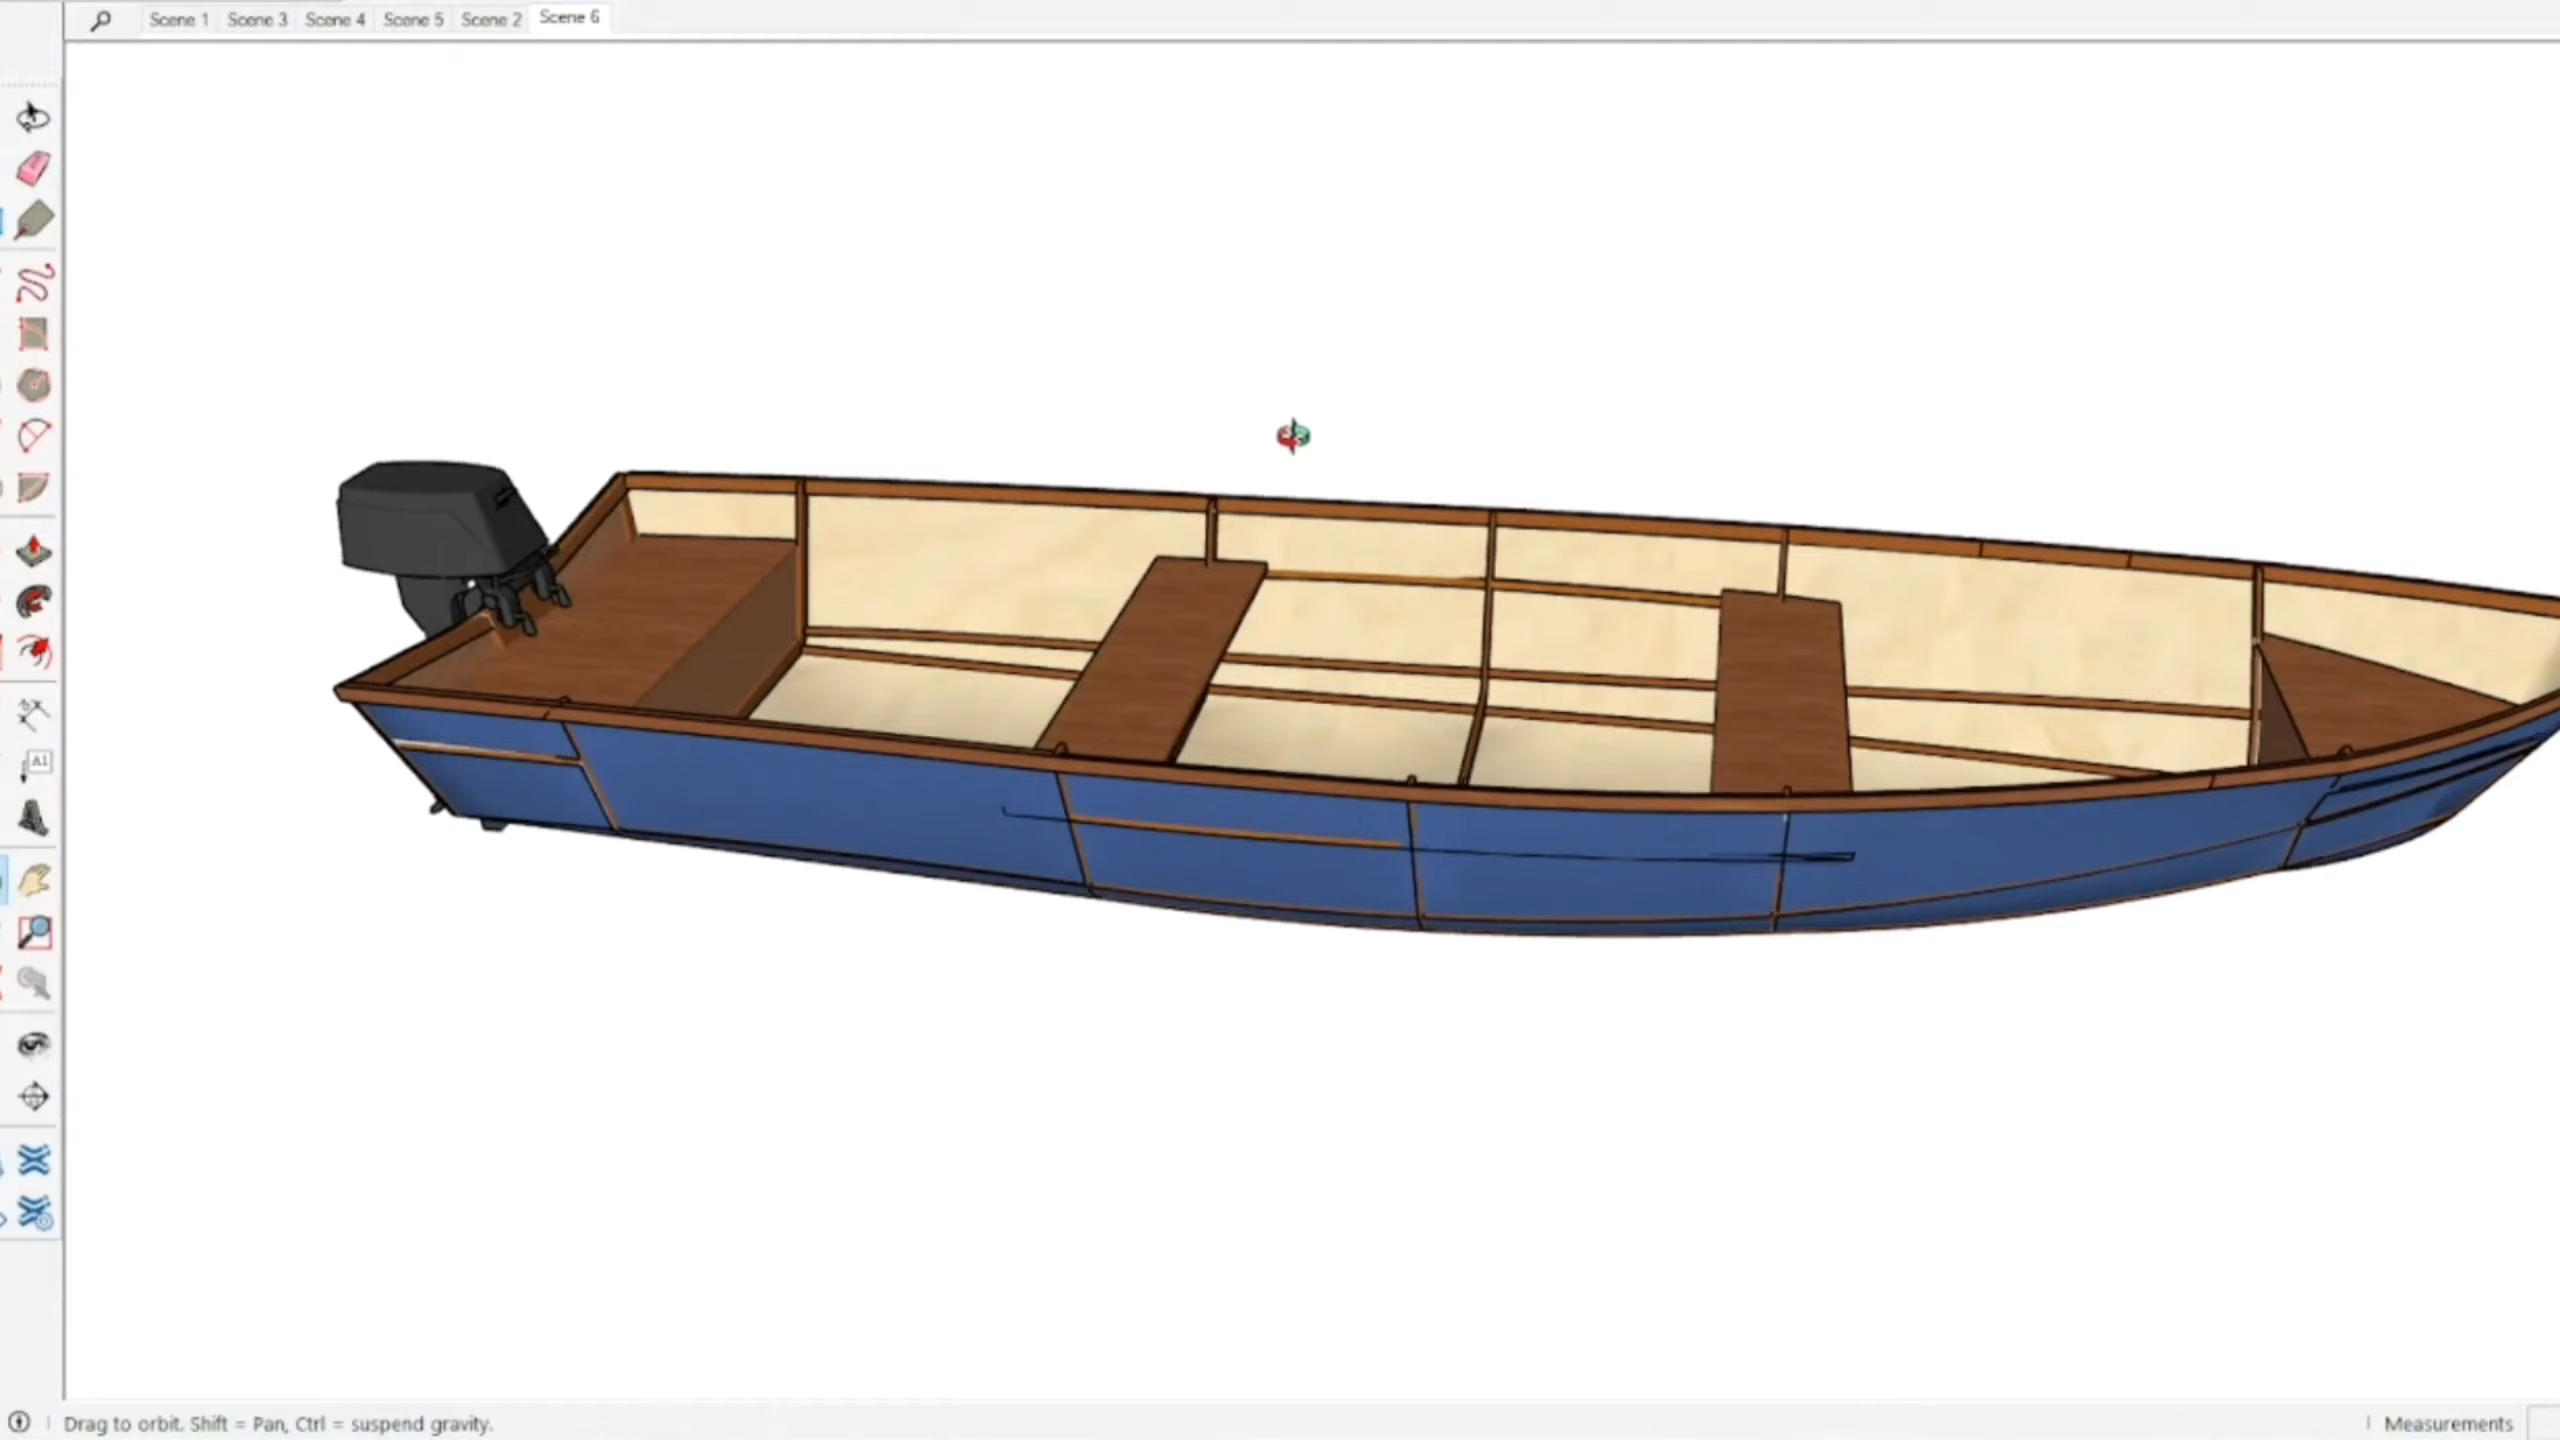 Scene 1 Scene 3 Scene 4 Scene 5 Scene 2 Scene 6
A1
Drag to orbit. Shift = Pan, Ctrl = suspend gravity.
Measurements